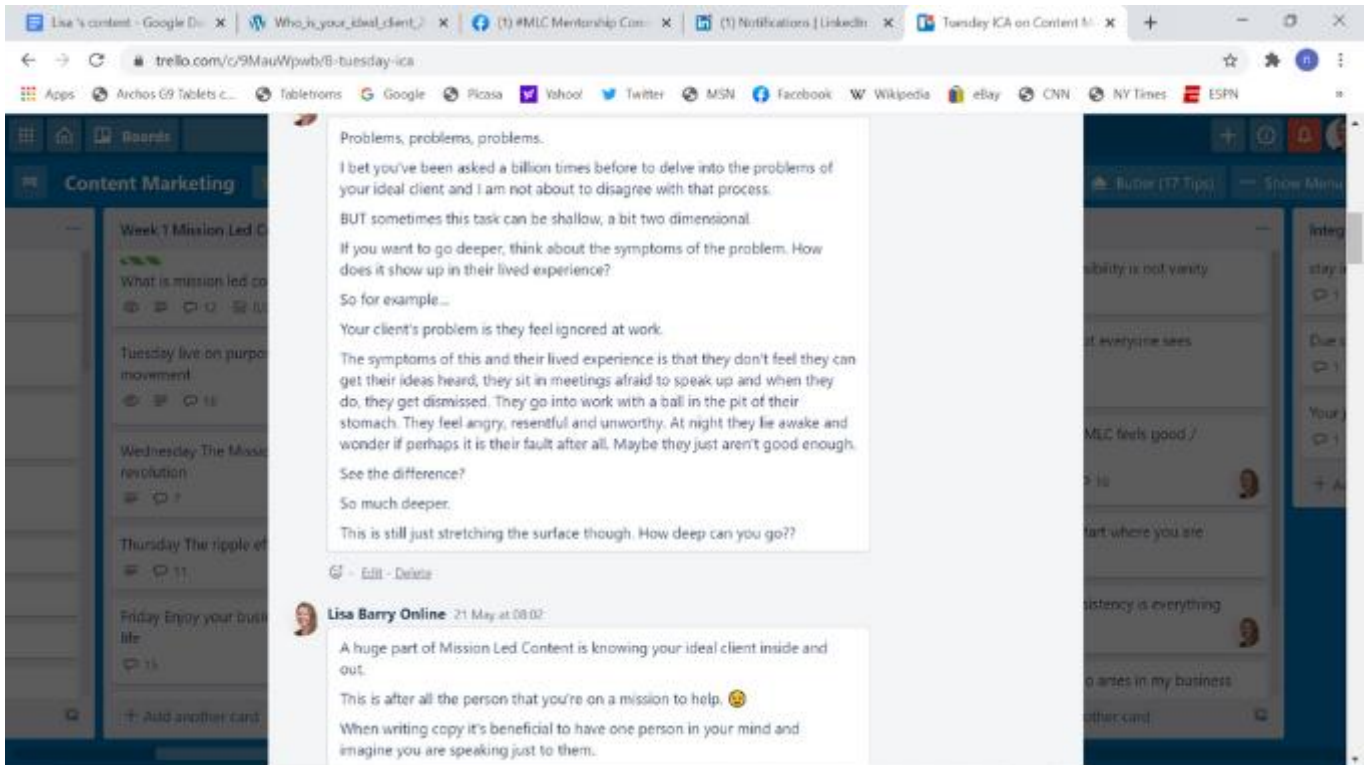 Lisa 's content - Google D
Who_is_your_ideal_client_
(1) #MLC Mentorship Com
(1) Notifications | LinkedIn
Tuesday ICA on Content M
trello.com/c/9MauWpwb/8-tuesday-ica
Apps
Archos G9 Tablets c...
Tabletroms
Google
Picasa
Yahoo!
Twitter
MSN
Facebook
Wikipedia
eBay
CNN
NY Times
ESPN
»
Boards
Content Marketing
Butler (17 Tips)
Show Menu
Week 1 Mission Led C
What is mission led co
12
Tuesday live on purpo
movement
18
Wednesday The Missio
revolution
7
Thursday The ripple ef
11
Friday Enjoy your busi
life
15
+ Add another card
Problems, problems, problems.
I bet you've been asked a billion times before to delve into the problems of
your ideal client and I am not about to disagree with that process.
BUT sometimes this task can be shallow, a bit two dimensional.
If you want to go deeper, think about the symptoms of the problem. How
does it show up in their lived experience?
So for example...
Your client's problem is they feel ignored at work.
The symptoms of this and their lived experience is that they don't feel they can
get their ideas heard, they sit in meetings afraid to speak up and when they
do, they get dismissed. They go into work with a ball in the pit of their
stomach. They feel angry, resentful and unworthy. At night they lie awake and
wonder if perhaps it is their fault after all. Maybe they just aren't good enough.
See the difference?
So much deeper.
This is still just stretching the surface though. How deep can you go??
Edit - Delete
Lisa Barry Online 21 May at 08:02
A huge part of Mission Led Content is knowing your ideal client inside and
out.
This is after all the person that you're on a mission to help.
When writing copy it's beneficial to have one person in your mind and
imagine you are speaking just to them.
sibility is not vanity
at everyone sees
MLC feels good /
10
tart where you are
sistency is everything
in my business
other card
Integ
stay i
1
Due
1
Your j
1